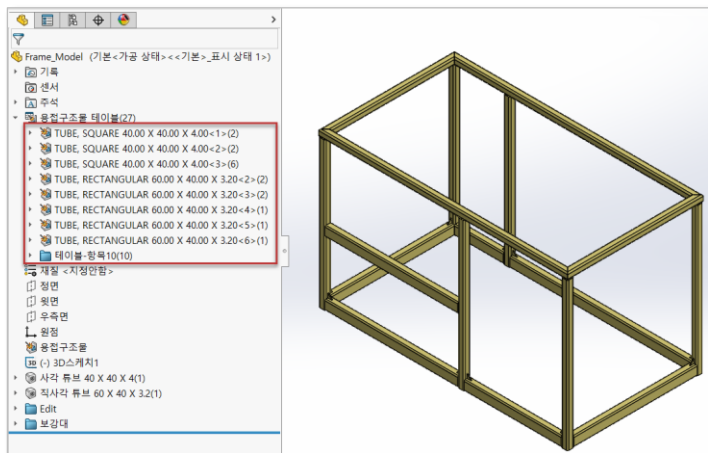 Frame_Model (기본<가공 상태><<기본>_표시 상태 1>)
기록
센서
주석
용접구조물 테이블(27)
TUBE, SQUARE 40.00 X 40.00 X 4.00<1>(2)
TUBE, SQUARE 40.00 X 40.00 X 4.00<2>(2)
TUBE, SQUARE 40.00 X 40.00 X 4.00<3>(6)
TUBE, RECTANGULAR 60.00 X 40.00 X 3.20<2>(2)
TUBE, RECTANGULAR 60.00 X 40.00 X 3.20<3>(2)
TUBE, RECTANGULAR 60.00 X 40.00 X 3.20<4>(1)
TUBE, RECTANGULAR 60.00 X 40.00 X 3.20<5>(1)
TUBE, RECTANGULAR 60.00 X 40.00 X 3.20<6>(1)
테이블-항목10(10)
재질 <지정안함>
정면
윗면
우측면
원점
용접구조물
3D (-) 3D스케치1
사각 튜브 40 X 40 X 4(1)
직사각 튜브 60 X 40 X 3.2(1)
Edit
보강대